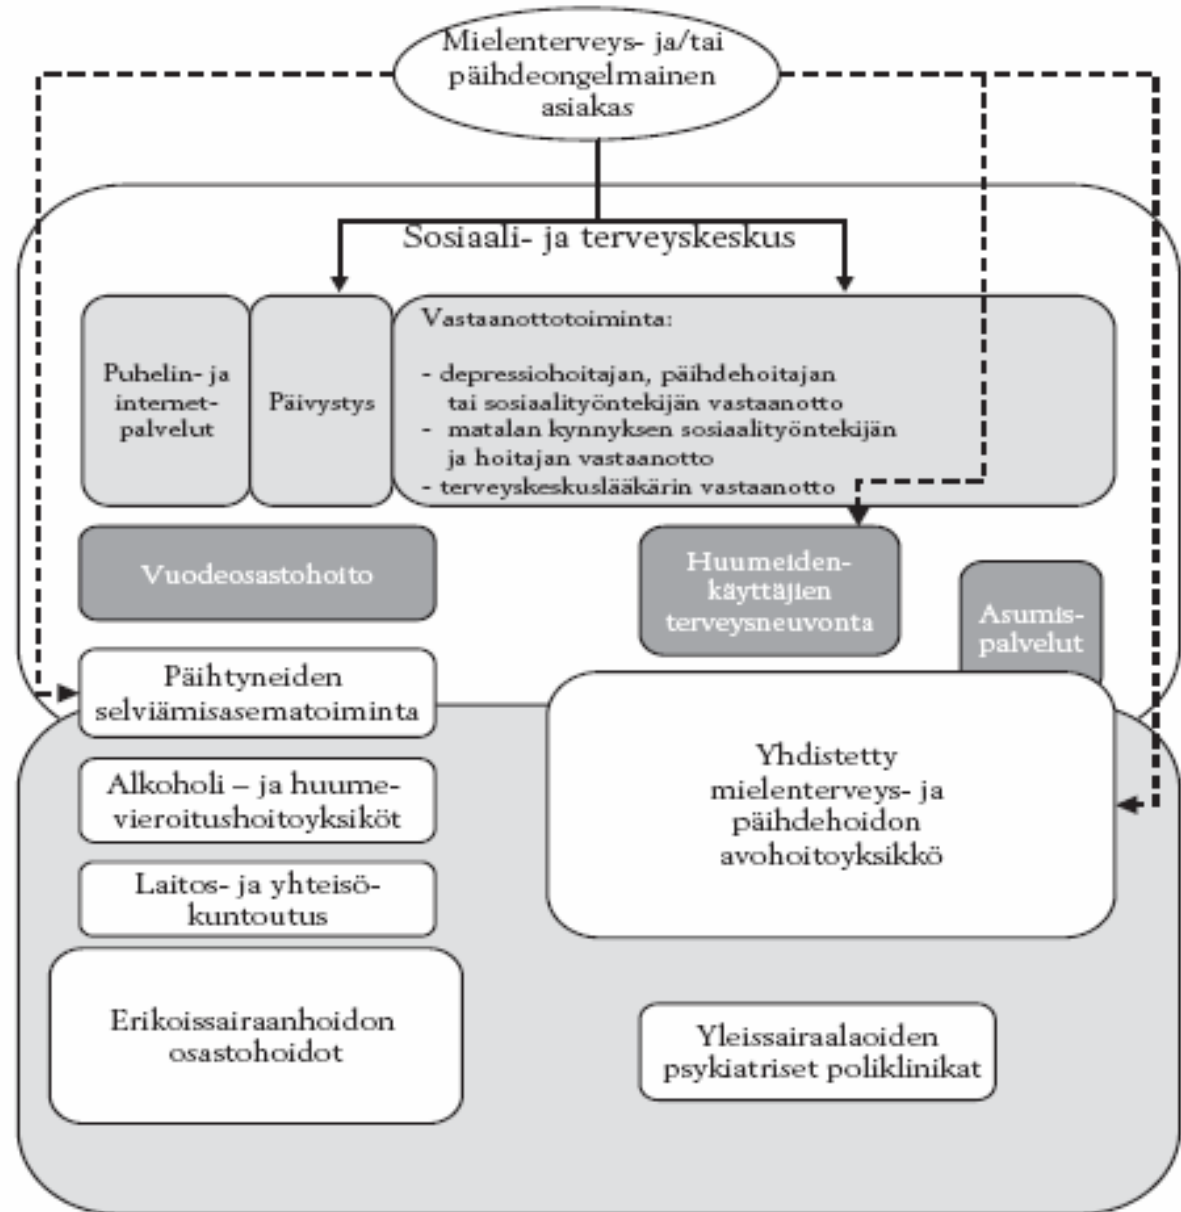 Mielenterveys- ja/tai
päihdeongelmainen
asiakas
Sosiaali- ja terveyskeskus
Puhelin- ja
internet-
palvelut
Päivystys
Vastaanottotoiminta:
- depressiohoitajan, päihdehoitajan
tai sosiaalityöntekijän vastaanotto
- matalan kynnyksen sosiaalityöntekijän
ja hoitajan vastaanotto
- terveyskeskuslääkärin vastaanotto
Vuodeosastohoito
Huumeiden-
käyttäjien
terveysneuvonta
Asumis-
palvelut
Päihtyneiden
selviämisasematoiminta
Alkoholi – ja huume-
vieroitushoitoyksiköt
Laitos- ja yhteisö-
kuntoutus
Erikoissairaanhoidon
osastohoidot
Yhdistetty
mielenterveys- ja
päihdehoidon
avohoitoyksikkö
Yleissairaalaoiden
psykiatriset poliklinikat